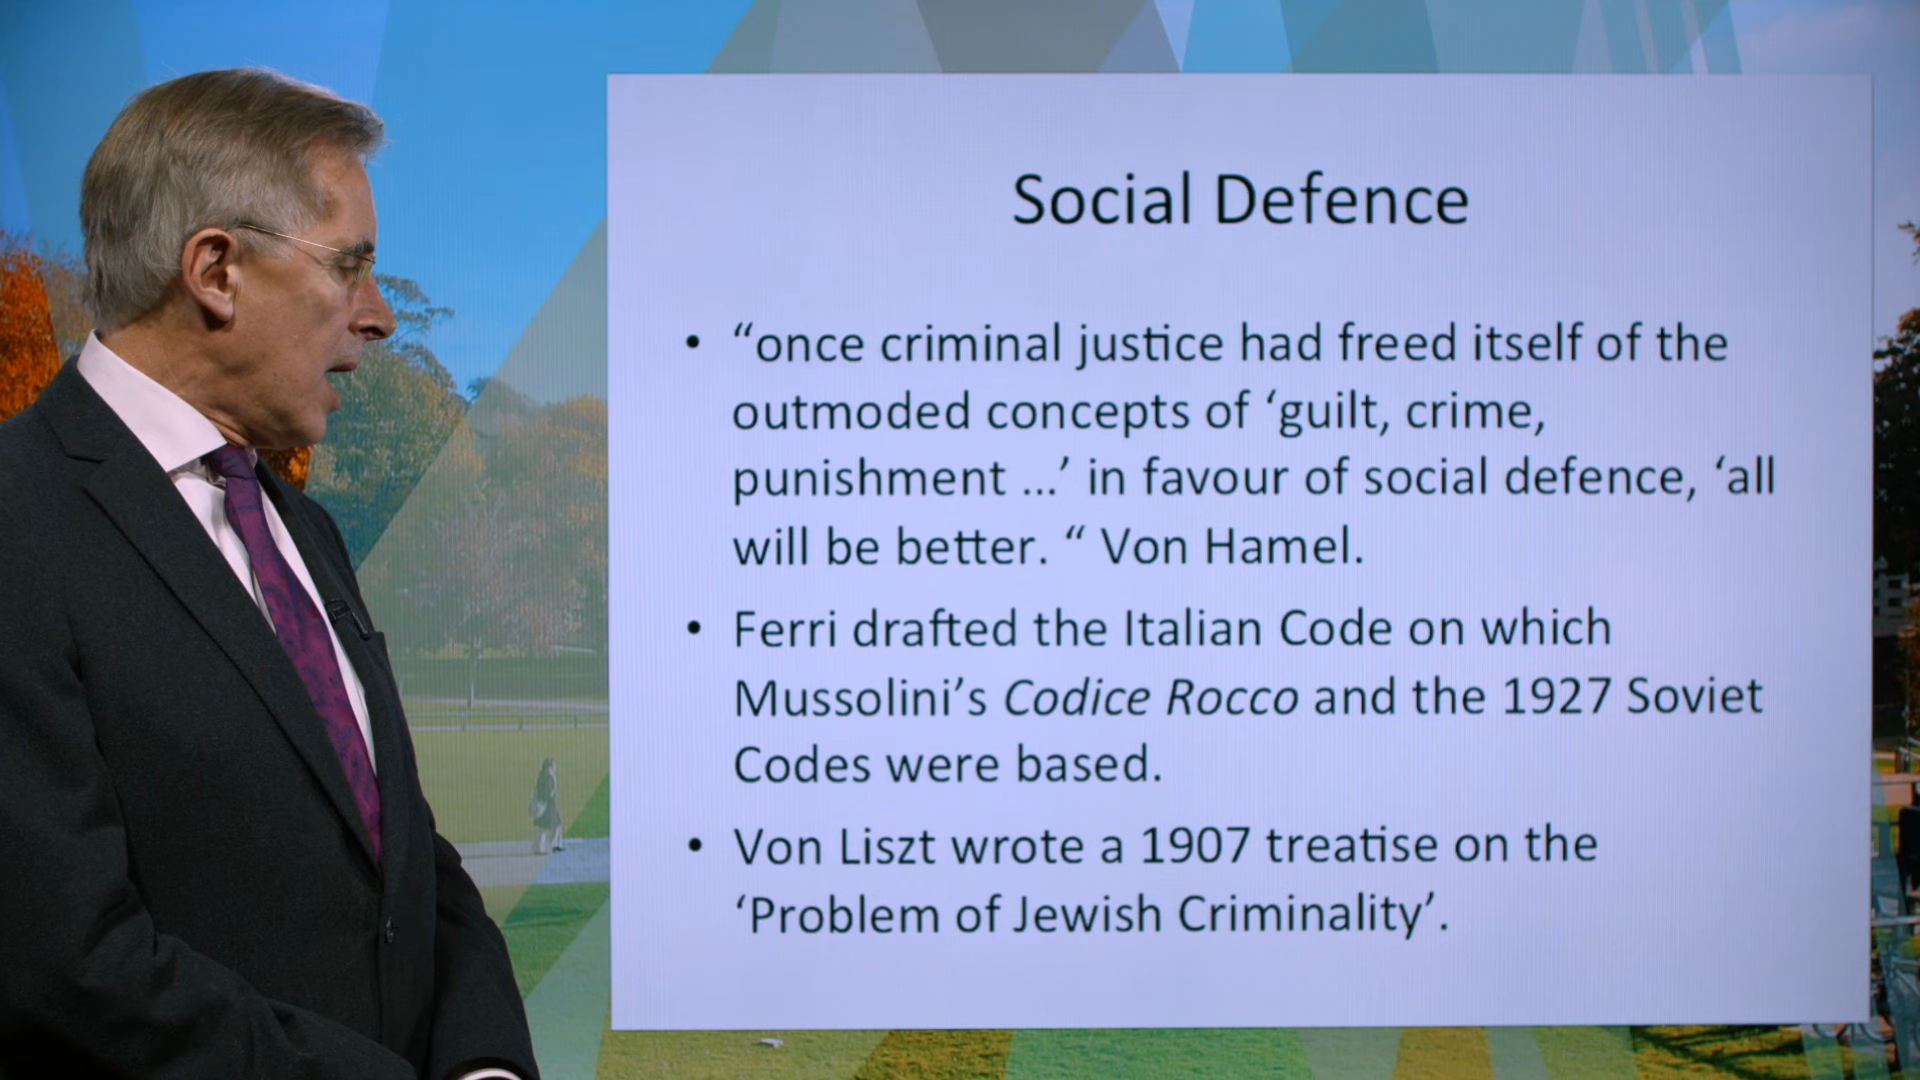 Social Defence
• “once criminal justice had freed itself of the
outmoded concepts of ‘guilt, crime,
punishment ...’ in favour of social defence, ‘all
will be better. “ Von Hamel.
• Ferri drafted the Italian Code on which
Mussolini’s Codice Rocco and the 1927 Soviet
Codes were based.
• Von Liszt wrote a 1907 treatise on the
‘Problem of Jewish Criminality’.